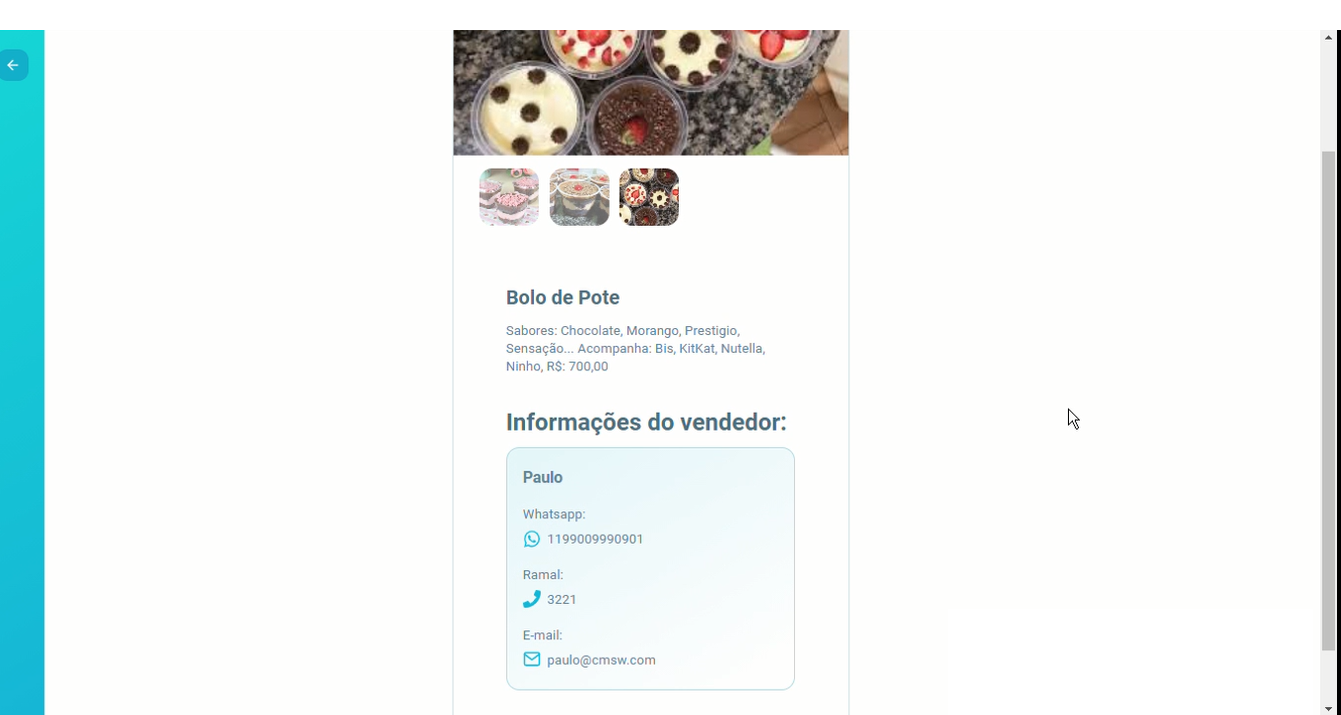 Bolo de Pote
Sabores: Chocolate, Morango, Prestigio,
Sensação... Acompanha: Bis, KitKat, Nutella,
Ninho, R$: 700,00
Informações do vendedor:
Paulo
Whatsapp:
1199009990901
Ramal:
3221
E-mail:
paulo@cmsw.com